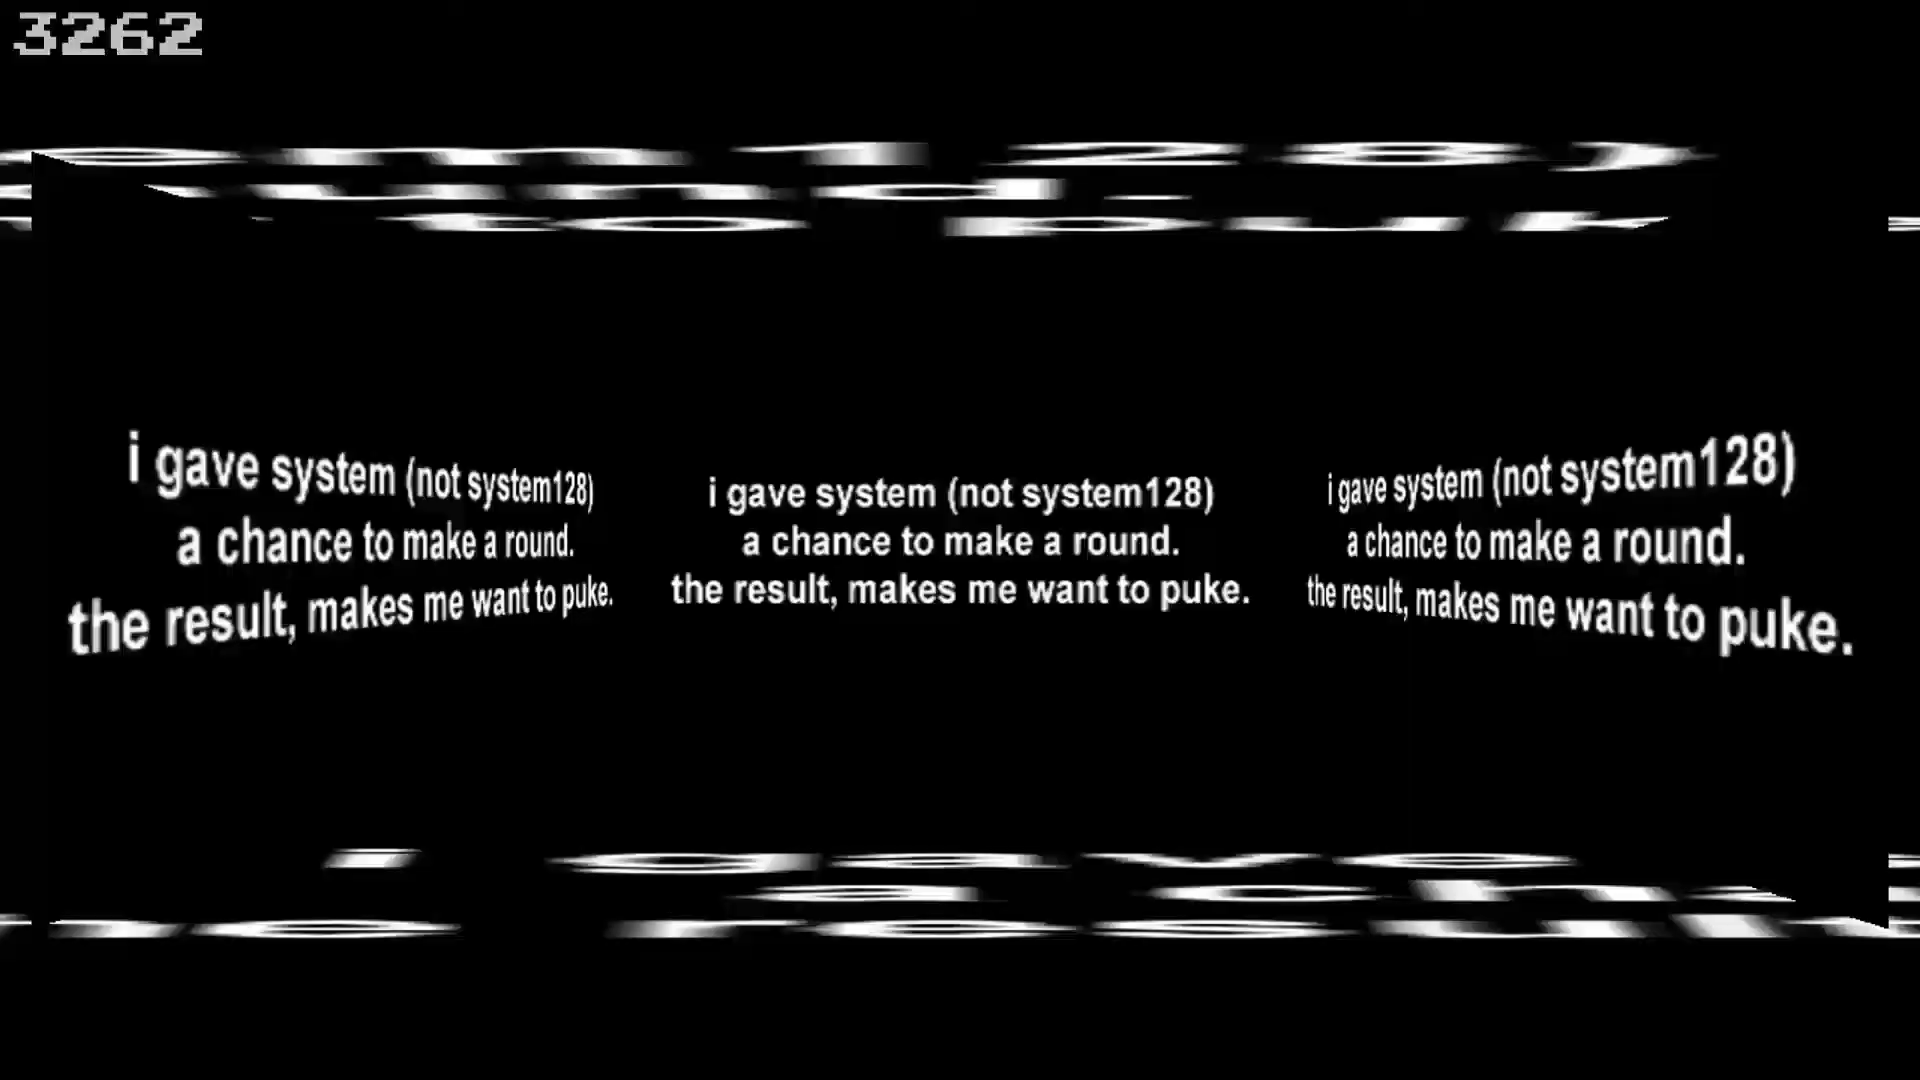 3262
i gave system (not system128)
a chance to make a round.
the result, makes me want to puke.
i gave system (not system128)
a chance to make a round.
the result, makes me want to puke.
i gave system (not system128)
a chance to make a round.
the result, makes me want to puke.